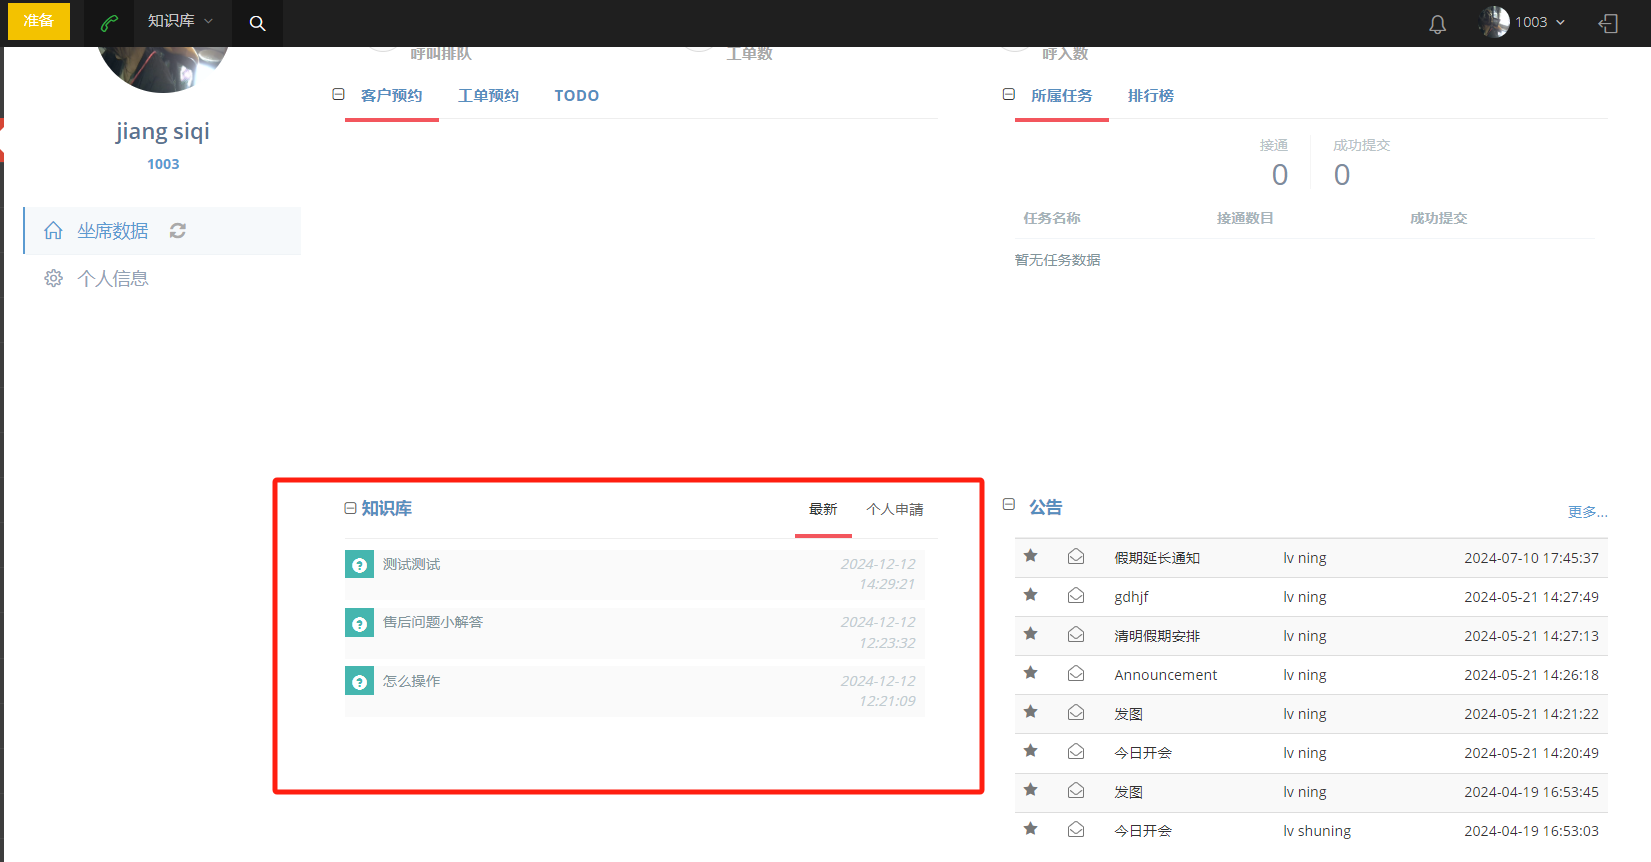 准备
知识库
1003
呼叫排队
工单数
呼入数
jiang siqi
1003
坐席数据
个人信息
客户预约 工单预约 TODO
所属任务 排行榜
接通 成功提交
0 0
任务名称 接通数目 成功提交
暂无任务数据
知识库 最新 个人申請
测试测试 2024-12-12
14:29:21
售后问题小解答 2024-12-12
12:23:32
怎么操作 2024-12-12
12:21:09
公告 更多...
假期延长通知 lv ning 2024-07-10 17:45:37
gdhjf lv ning 2024-05-21 14:27:49
清明假期安排 lv ning 2024-05-21 14:27:13
Announcement lv ning 2024-05-21 14:26:18
发图 lv ning 2024-05-21 14:21:22
今日开会 lv ning 2024-05-21 14:20:49
发图 lv ning 2024-04-19 16:53:45
今日开会 lv shuning 2024-04-19 16:53:03